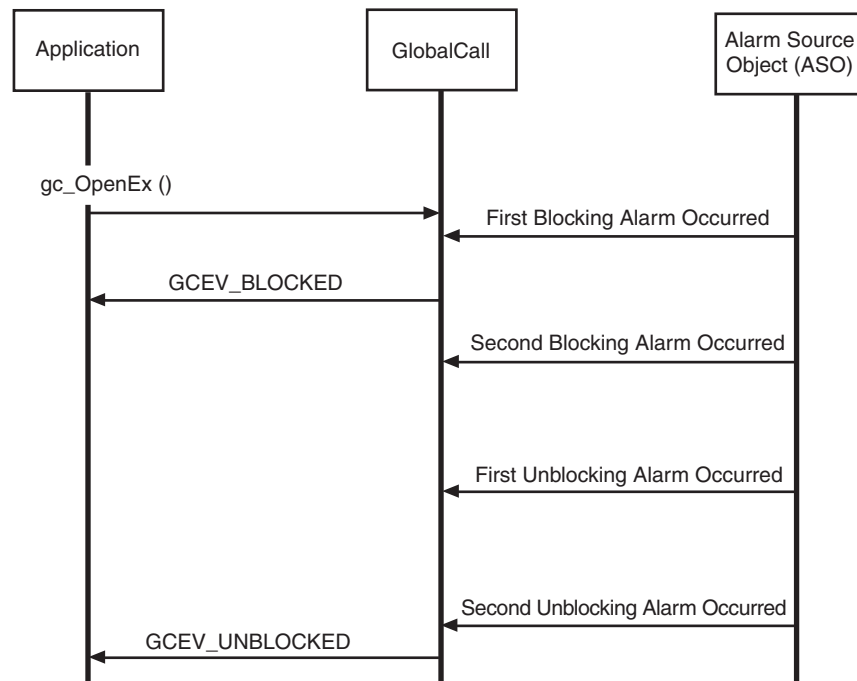 Application
GlobalCall
Alarm Source
Object (ASO)
gc_OpenEx ()
First Blocking Alarm Occurred
GCEV_BLOCKED
Second Blocking Alarm Occurred
First Unblocking Alarm Occurred
Second Unblocking Alarm Occurred
GCEV_UNBLOCKED